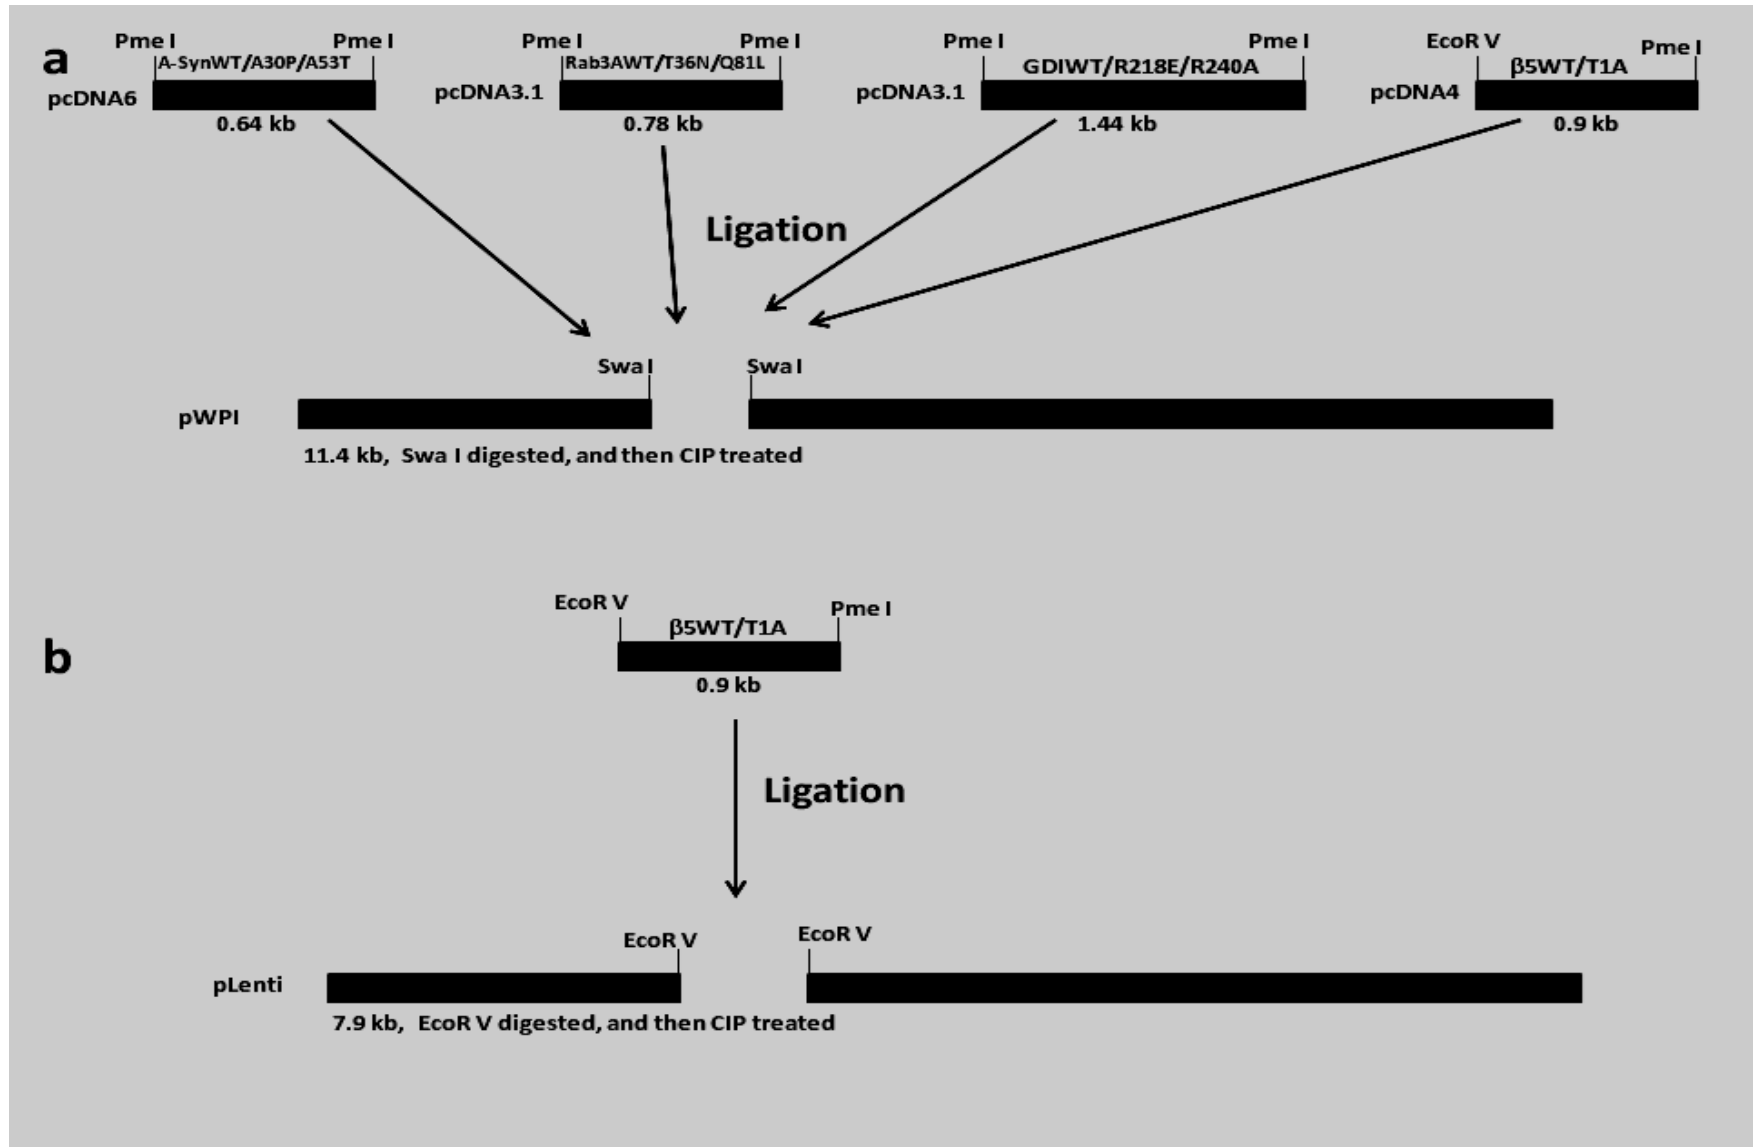 a
Pme I Pme I Pme I Pme I Pme I Pme I EcoR V Pme I
A-SynWT/A30P/A53T Rab3AWT/T36N/Q81L GDIWT/R218E/R240A β5WT/T1A
pcDNA6 pcDNA3.1 pcDNA3.1 pcDNA4
0.64 kb 0.78 kb 1.44 kb 0.9 kb
Ligation
Swa I Swa I
pWPI
11.4 kb, Swa I digested, and then CIP treated
b
EcoR V Pme I
β5WT/T1A
0.9 kb
Ligation
EcoR V EcoR V
pLenti
7.9 kb, EcoR V digested, and then CIP treated